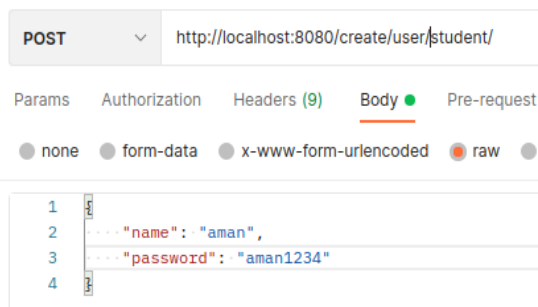 POST http://localhost:8080/create/user/student/
Params Authorization Headers (9) Body Pre-request
none form-data x-www-form-urlencoded raw
1 {
2 "name": "aman",
3 "password": "aman1234"
4 }